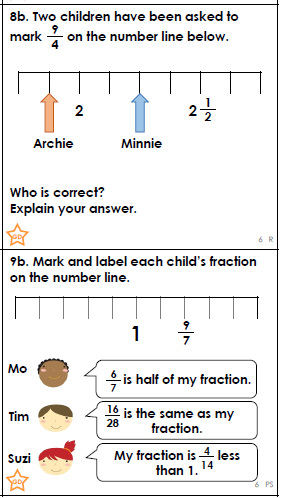 8b. Two children have been asked to
mark 9/4 on the number line below.
2
2 1/2
Archie
Minnie
Who is correct?
Explain your answer.
GD
6 R
9b. Mark and label each child's fraction
on the number line.
1
9/7
Mo
6/7 is half of my fraction.
Tim
16/28 is the same as my
fraction.
Suzi
My fraction is 4/14 less
than 1.
GD
6 PS